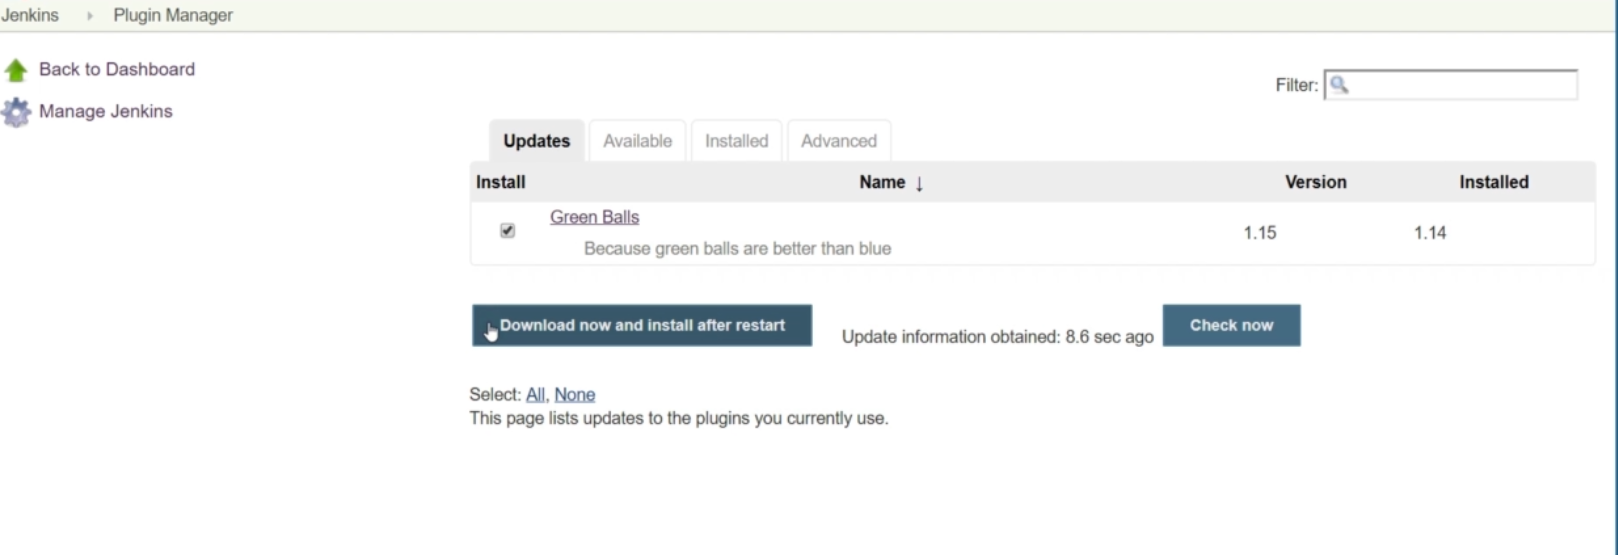 Jenkins Plugin Manager
Back to Dashboard
Manage Jenkins
Filter:
Updates Available Installed Advanced
Install Name ↓ Version Installed
Green Balls
Because green balls are better than blue
1.15 1.14
Download now and install after restart
Update information obtained: 8.6 sec ago
Check now
Select: All, None
This page lists updates to the plugins you currently use.